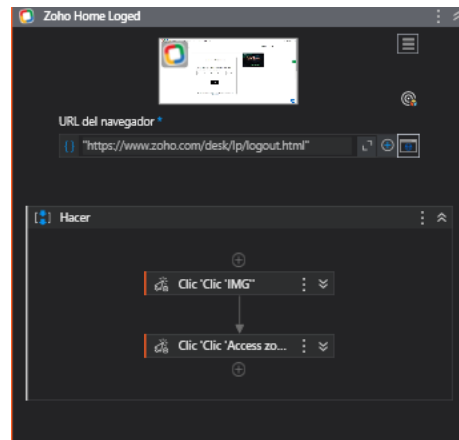 Zoho Home Loged
URL del navegador *
"https://www.zoho.com/desk/lp/logout.html"
Hacer
Clic 'Clic 'IMG''
Clic 'Clic 'Access zo...